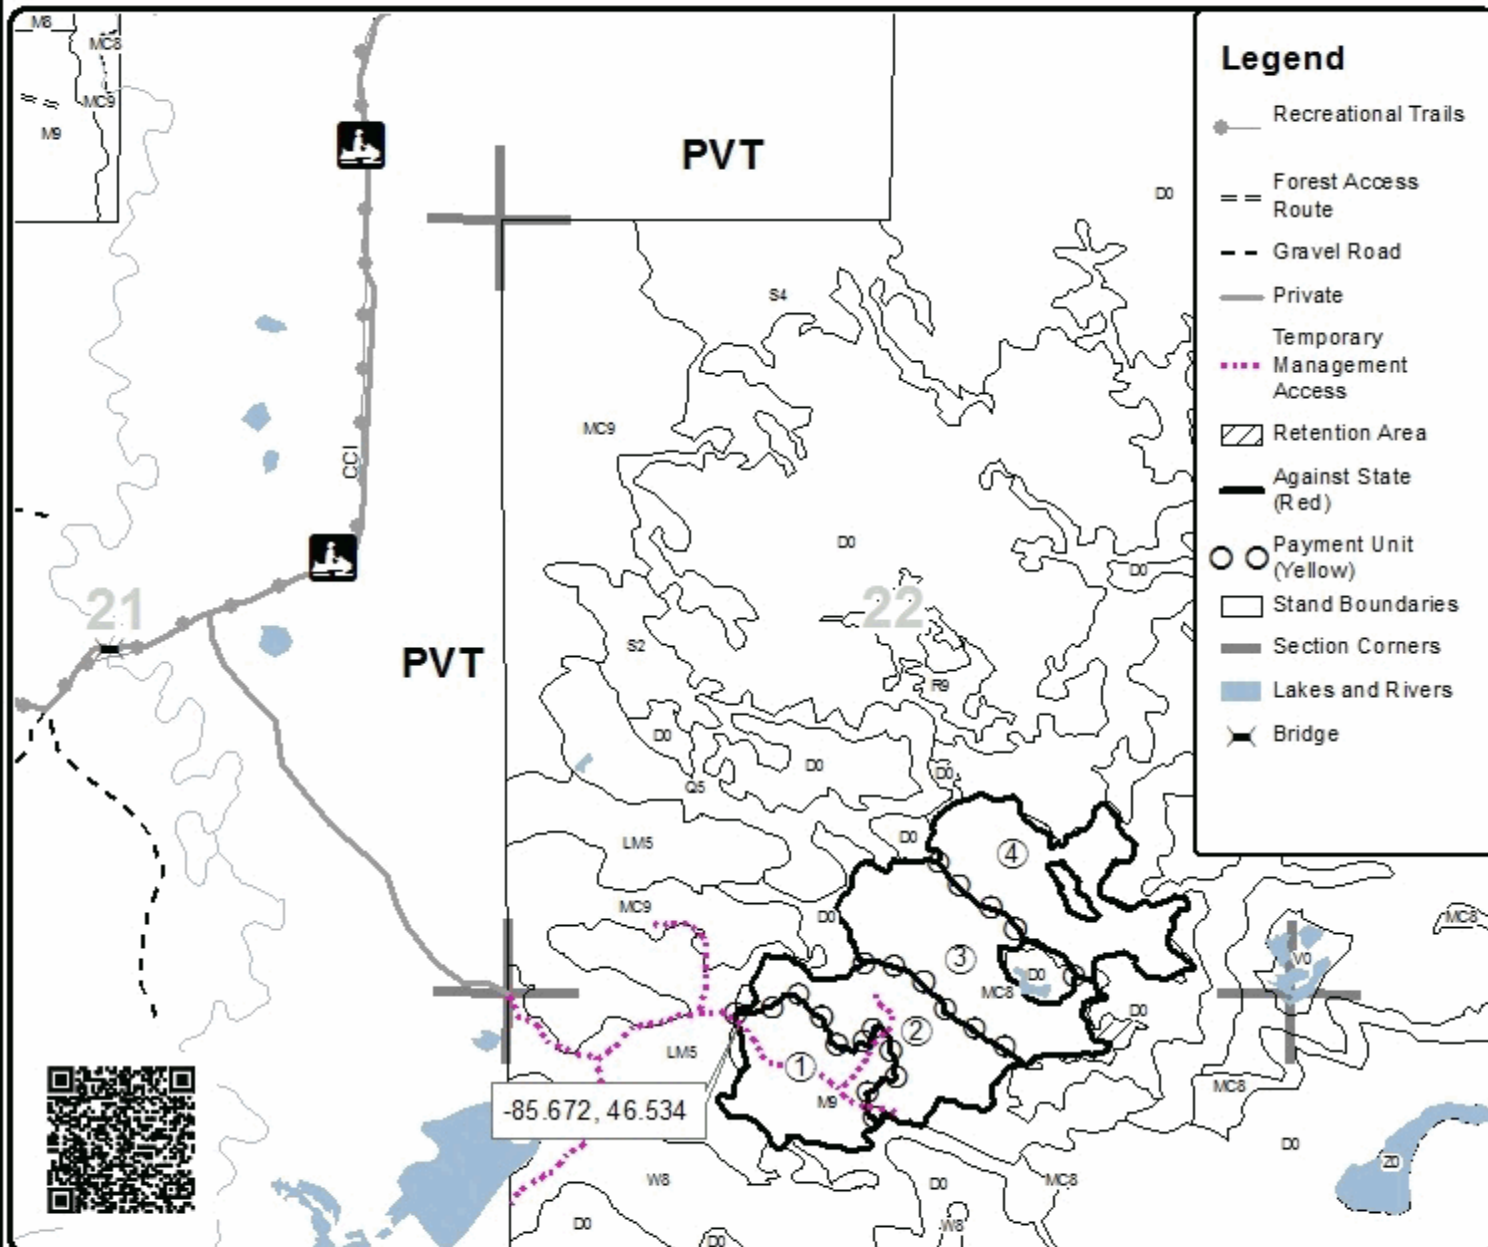 M8
MC8
MC9
M9
PVT
D0
S4
MC9
CCI
D0
D0
21
22
S2
PVT
R9
D0
D0
D0
Q5
LM5
D0
4
MC9
D0
3
MC8
D0
D0
V0
MC8
2
LM5
1
M9
MC8
-85.672, 46.534
D0
Z0
W8
D0
MC8
D0
W8
D0
Legend
Recreational Trails
Forest Access
Route
Gravel Road
Private
Temporary
Management
Access
Retention Area
Against State
(Red)
Payment Unit
(Yellow)
Stand Boundaries
Section Corners
Lakes and Rivers
Bridge